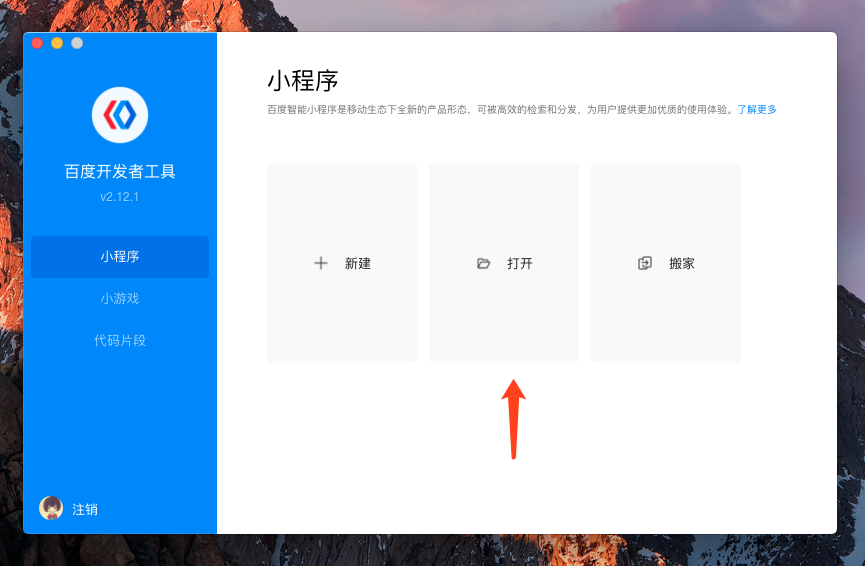 百度开发者工具
v2.12.1
小程序
小游戏
代码片段
注销
小程序
百度智能小程序是移动生态下全新的产品形态，可被高效的检索和分发，为用户提供更加优质的使用体验。了解更多
新建
打开
搬家